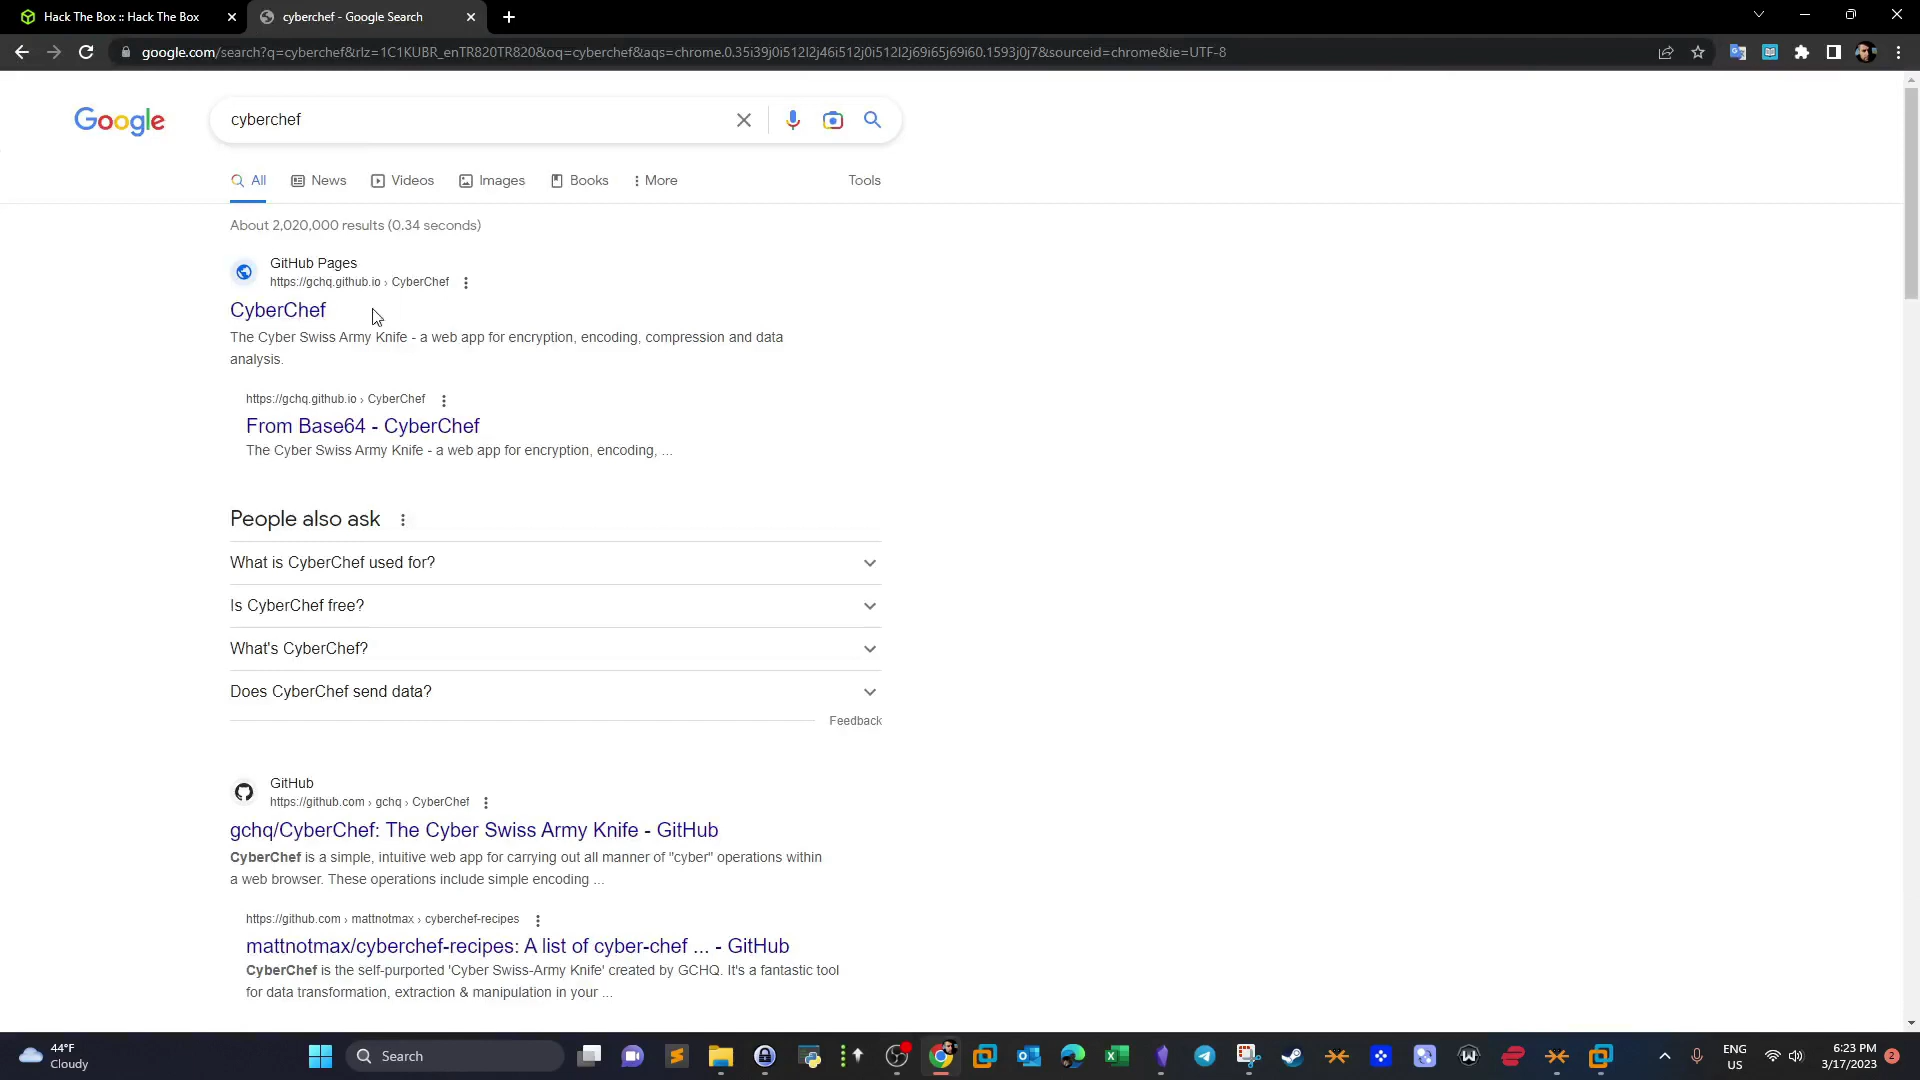 Hack The Box :: Hack The Box
cyberchef - Google Search
google.com/search?q=cyberchef&rlz=1C1KUBR_enTR820TR820&oq=cyberchef&aqs=chrome.0.35i39j0i512l2j46i512j0i512l2j69i65j69i60.1593j0j7&sourceid=chrome&ie=UTF-8
Google
cyberchef
All
News
Videos
Images
Books
More
Tools
About 2,020,000 results (0.34 seconds)
GitHub Pages
https://gchq.github.io › CyberChef
CyberChef
The Cyber Swiss Army Knife - a web app for encryption, encoding, compression and data
analysis.
https://gchq.github.io › CyberChef
From Base64 - CyberChef
The Cyber Swiss Army Knife - a web app for encryption, encoding, ...
People also ask
What is CyberChef used for?
Is CyberChef free?
What's CyberChef?
Does CyberChef send data?
Feedback
GitHub
https://github.com › gchq › CyberChef
gchq/CyberChef: The Cyber Swiss Army Knife - GitHub
CyberChef is a simple, intuitive web app for carrying out all manner of "cyber" operations within
a web browser. These operations include simple encoding ...
https://github.com › mattnotmax › cyberchef-recipes
mattnotmax/cyberchef-recipes: A list of cyber-chef ... - GitHub
CyberChef is the self-purported 'Cyber Swiss-Army Knife' created by GCHQ. It's a fantastic tool
for data transformation, extraction & manipulation in your ...
44°F
Cloudy
Search
ENG
US
6:23 PM
3/17/2023
2